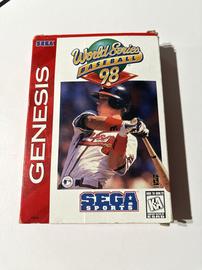 SEGA
World Series
BASEBALL
98
GENESIS
SEGA
SPORTS
K-A